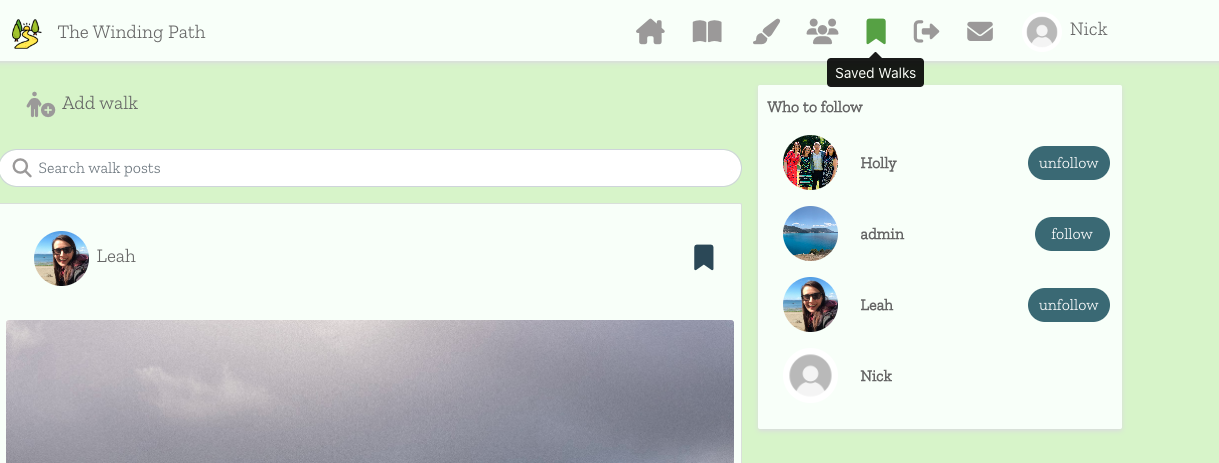 The Winding Path
Nick
Saved Walks
Add walk
Search walk posts
Leah
Who to follow
Holly
unfollow
admin
follow
Leah
unfollow
Nick